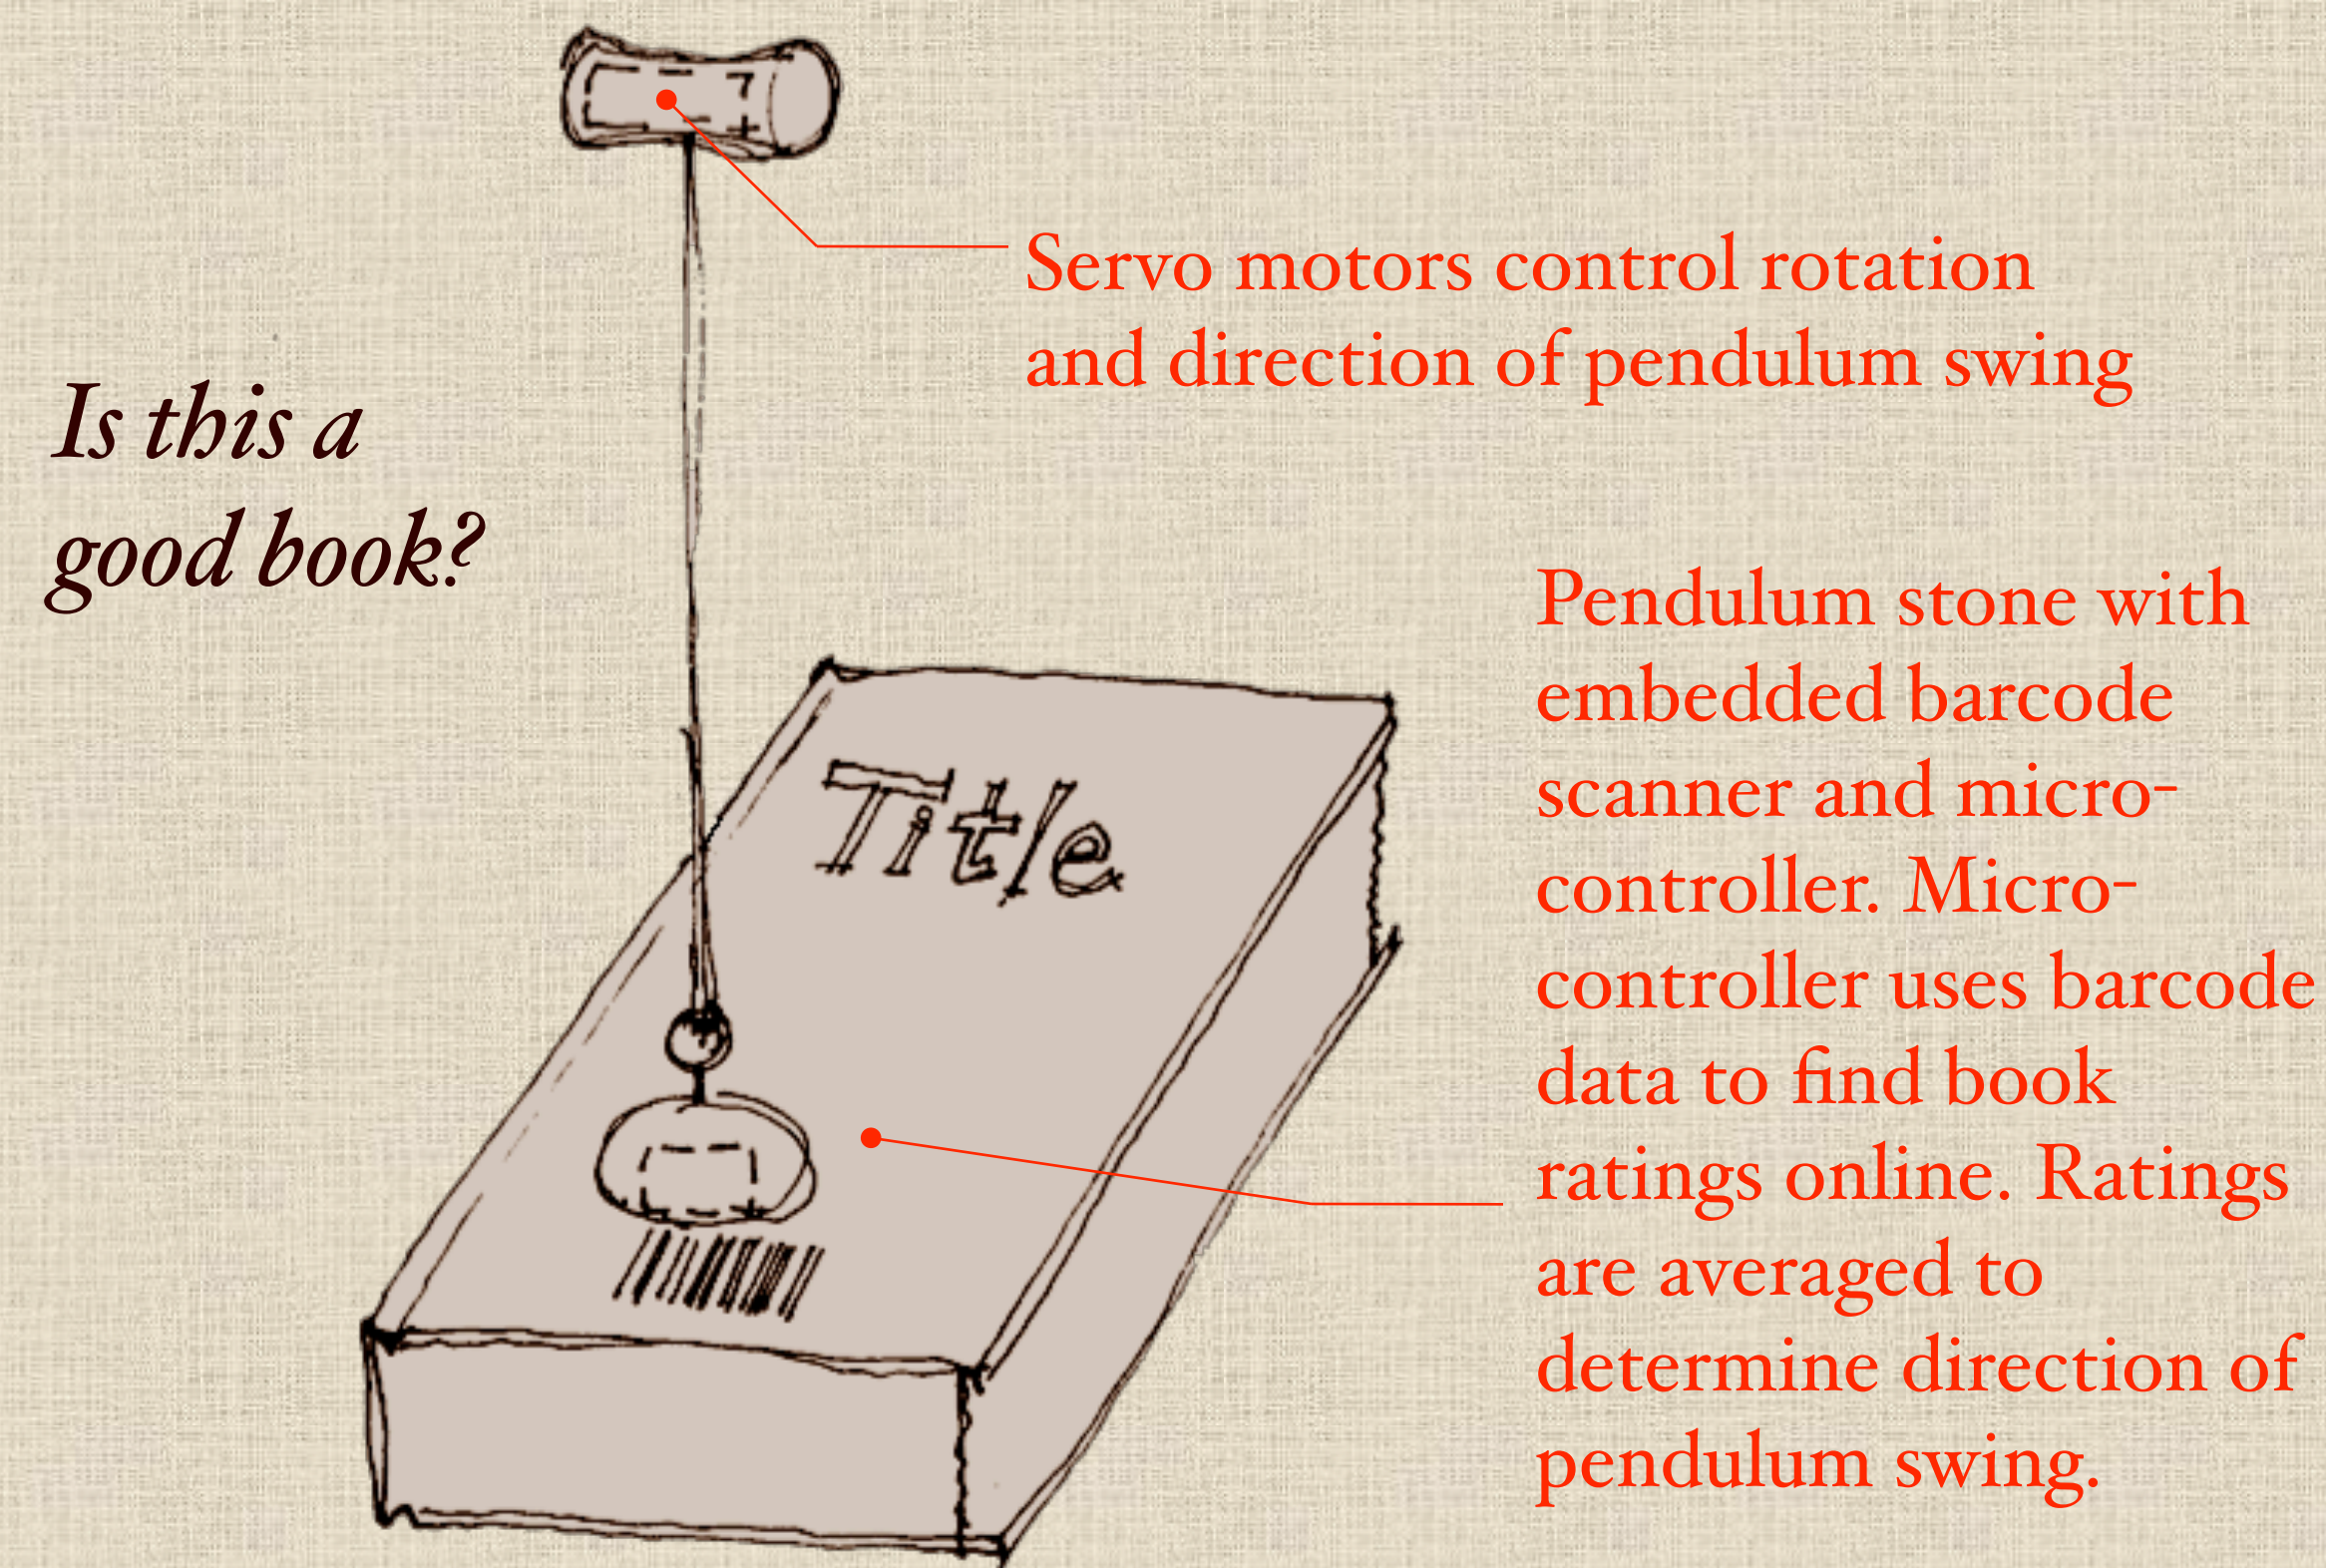 Is this a
good book?
Servo motors control rotation
and direction of pendulum swing
Title
Pendulum stone with
embedded barcode
scanner and micro-
controller. Micro-
controller uses barcode
data to find book
ratings online. Ratings
are averaged to
determine direction of
pendulum swing.